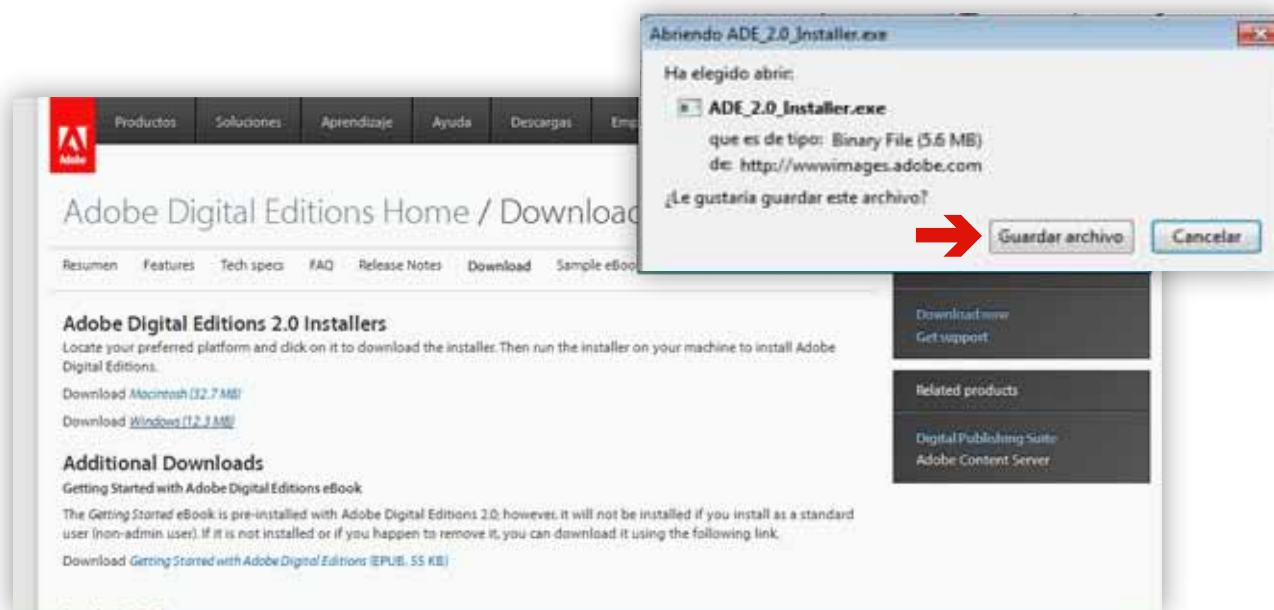 Abriendo ADE_2.0_Installer.exe
Ha elegido abrir:
ADE_2.0_Installer.exe
que es de tipo: Binary File (5.6 MB)
de: http://wwwimages.adobe.com
¿Le gustaría guardar este archivo?
Guardar archivo Cancelar
Adobe
Productos Soluciones Aprendizaje Ayuda Descargas Emp
Adobe Digital Editions Home / Downloa
Resumen Features Tech specs FAQ Release Notes Download Sample eBoo
Adobe Digital Editions 2.0 Installers
Locate your preferred platform and click on it to download the installer. Then run the installer on your machine to install Adobe
Digital Editions.
Download Macintosh (32.7 MB)
Download Windows (12.3 MB)
Additional Downloads
Getting Started with Adobe Digital Editions eBook
The Getting Started eBook is pre-installed with Adobe Digital Editions 2.0; however, it will not be installed if you install as a standard
user (non-admin user). If it is not installed or if you happen to remove it, you can download it using the following link.
Download Getting Started with Adobe Digital Editions (EPUB, 55 KB)
Download now
Get support
Related products
Digital Publishing Suite
Adobe Content Server